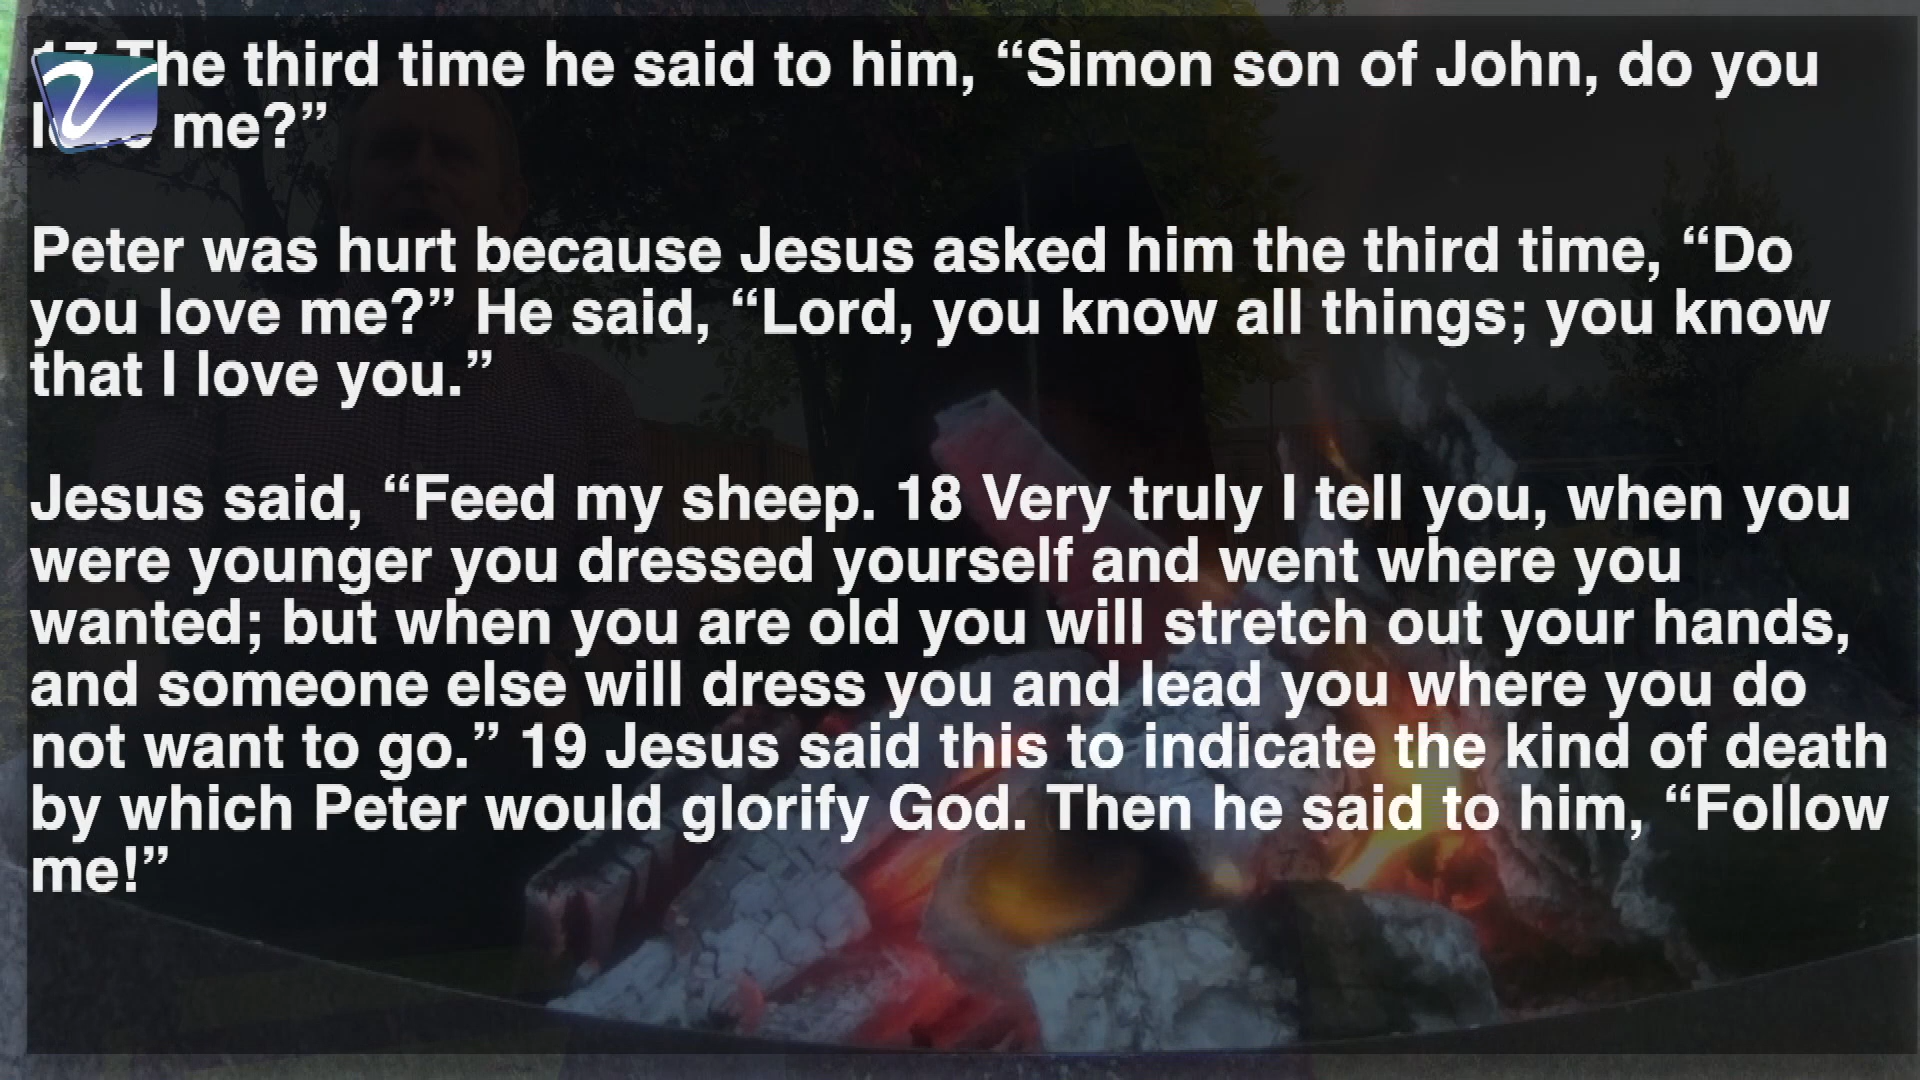 17 The third time he said to him, “Simon son of John, do you
love me?”
Peter was hurt because Jesus asked him the third time, “Do
you love me?” He said, “Lord, you know all things; you know
that I love you.”
Jesus said, “Feed my sheep. 18 Very truly I tell you, when you
were younger you dressed yourself and went where you
wanted; but when you are old you will stretch out your hands,
and someone else will dress you and lead you where you do
not want to go.” 19 Jesus said this to indicate the kind of death
by which Peter would glorify God. Then he said to him, “Follow
me!”